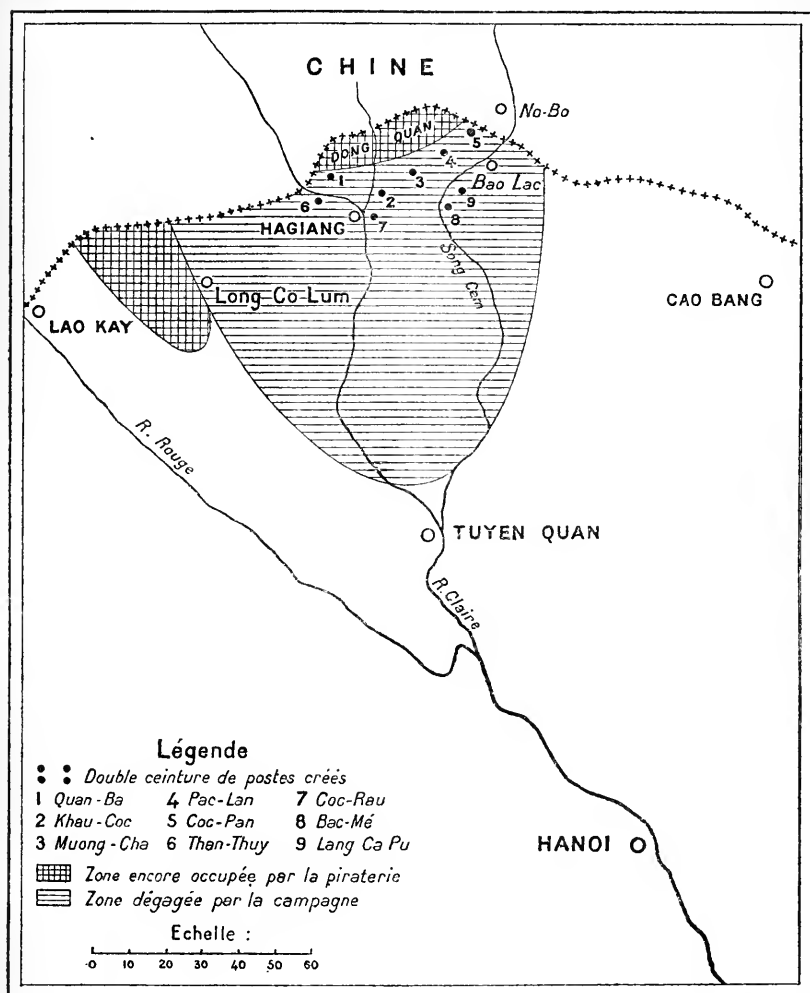 CHINE
No-Bo
DONG QUAN
5
4
Bao Lac
1
3
2
9
6
8
HAGIANG
7
Song Cem
Long-Co-Lum
CAO BANG
LAO KAY
R. Rouge
TUYEN QUAN
R. Claire
HANOI
Légende
Double ceinture de postes créés
1 Quan-Ba 4 Pac-Lan 7 Coc-Rau
2 Khau-Coc 5 Coc-Pan 8 Bac-Mé
3 Muong-Cha 6 Than-Thuy 9 Lang Ca Pu
Zone encore occupée par la piraterie
Zone dégagée par la campagne
Echelle :
0 10 20 30 40 50 60